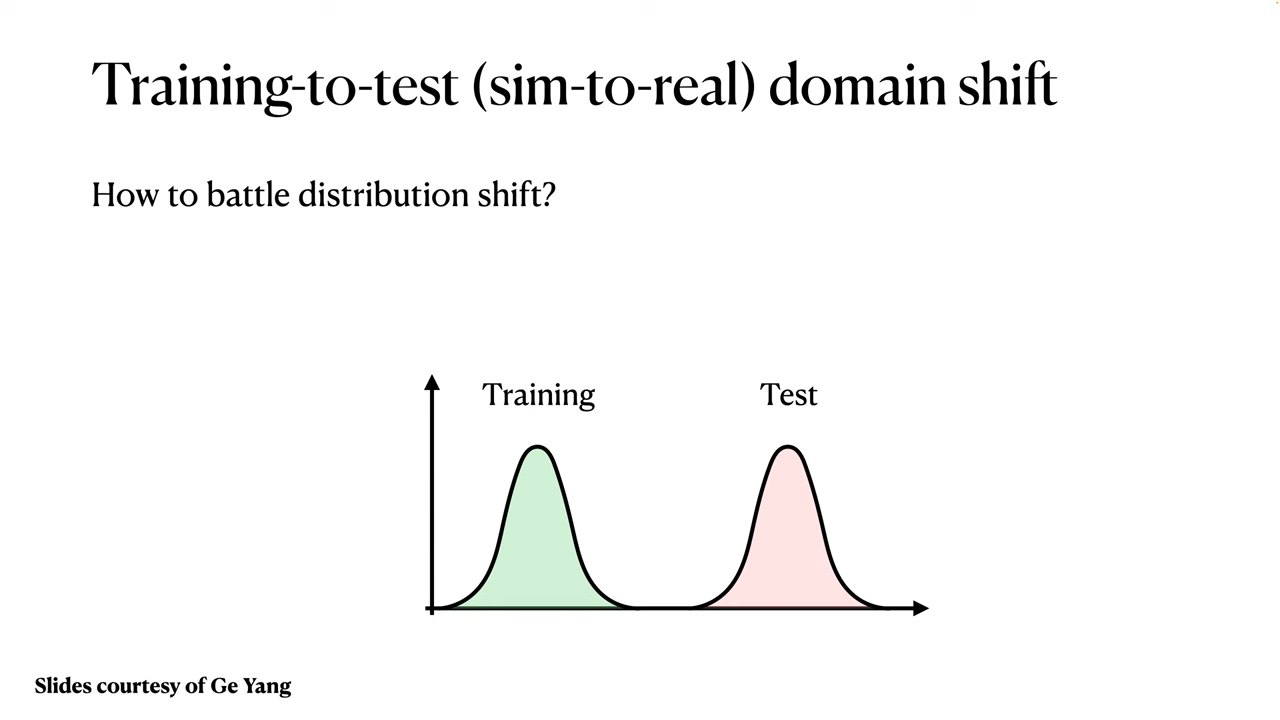 Training-to-test (sim-to-real) domain shift
How to battle distribution shift?
Training
Test
Slides courtesy of Ge Yang